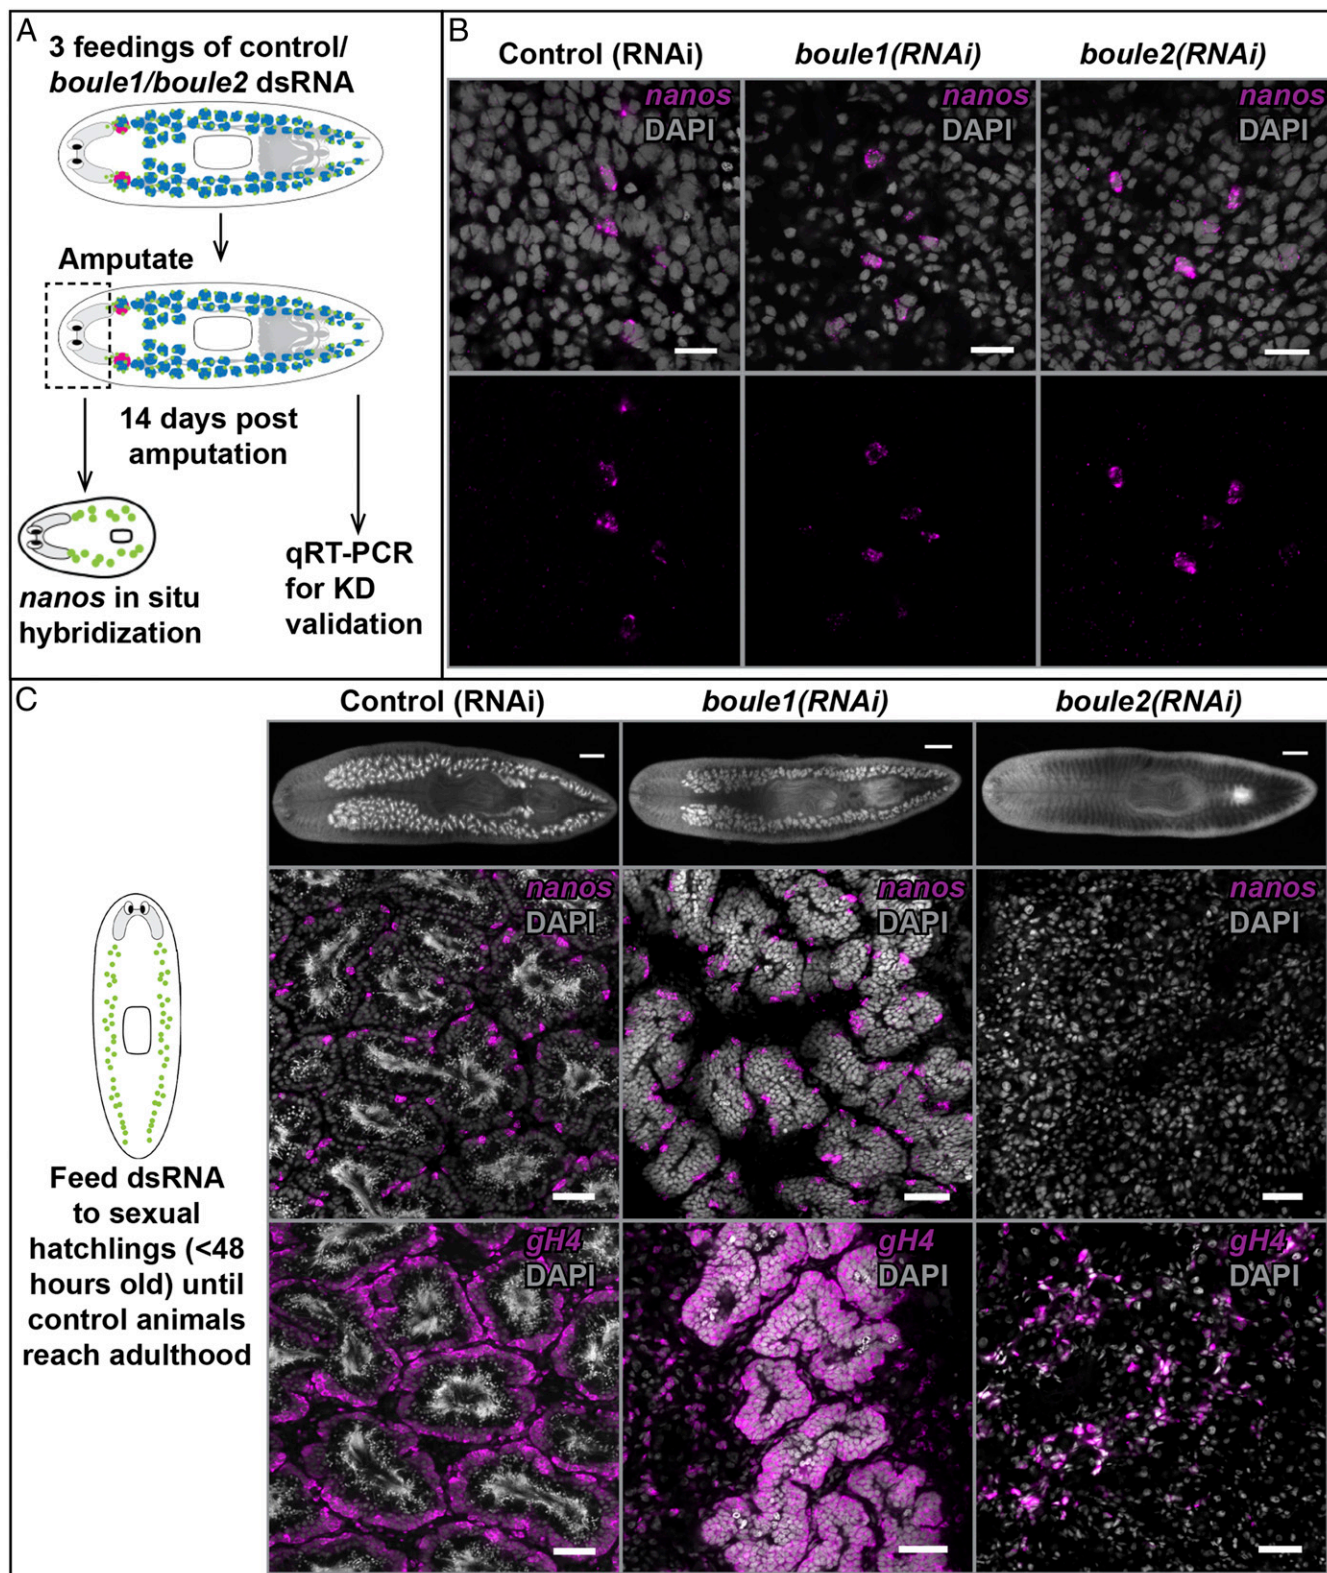 A
3 feedings of control/
boule1/boule2 dsRNA
Amputate
14 days post
amputation
nanos in situ
hybridization
qRT-PCR
for KD
validation
B
Control (RNAi)
boule1(RNAi)
boule2(RNAi)
nanos
DAPI
nanos
DAPI
nanos
DAPI
C
Control (RNAi)
boule1(RNAi)
boule2(RNAi)
Feed dsRNA
to sexual
hatchlings (<48
hours old) until
control animals
reach adulthood
nanos
DAPI
nanos
DAPI
nanos
DAPI
gH4
DAPI
gH4
DAPI
gH4
DAPI